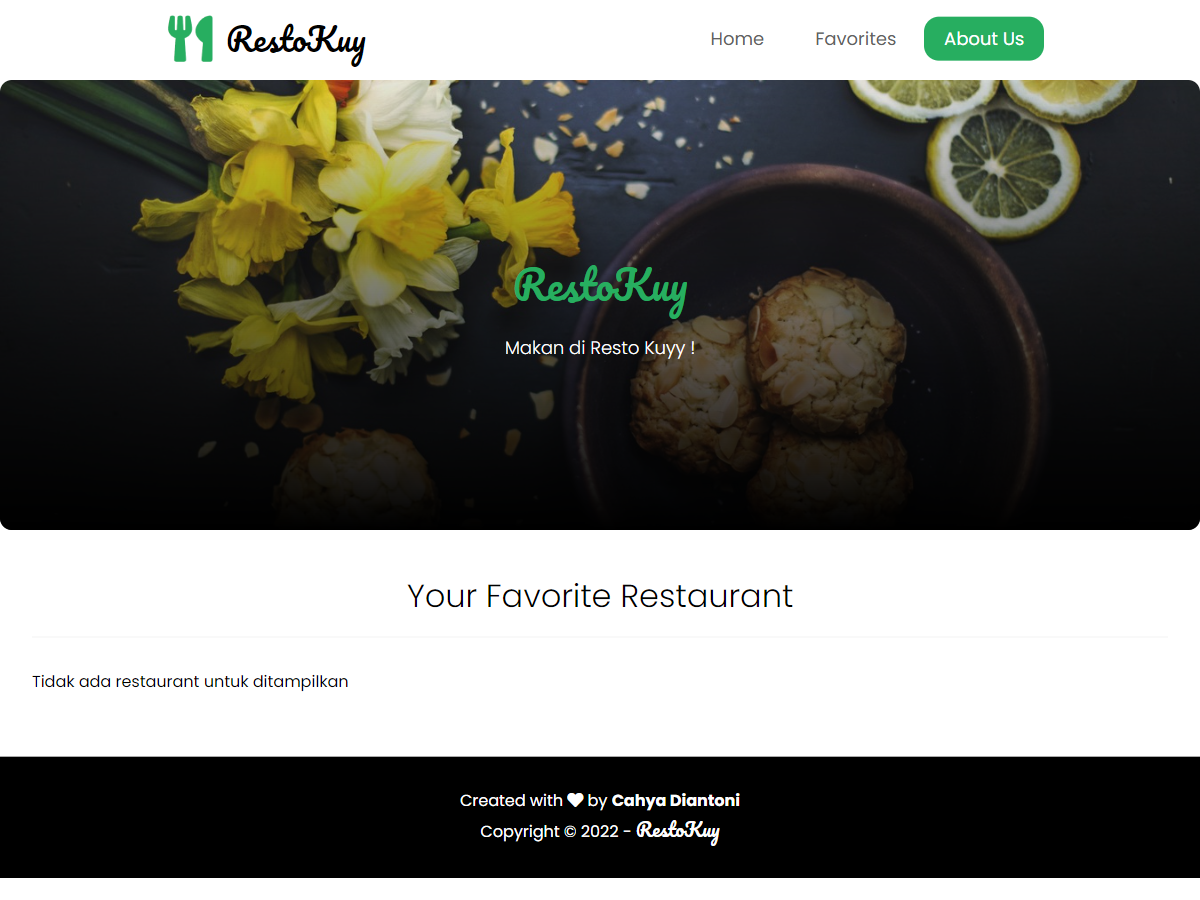 RestoKuy
Home Favorites About Us
RestoKuy
Makan di Resto Kuyy !
Your Favorite Restaurant
Tidak ada restaurant untuk ditampilkan
Created with ♥ by Cahya Diantoni
Copyright © 2022 - RestoKuy